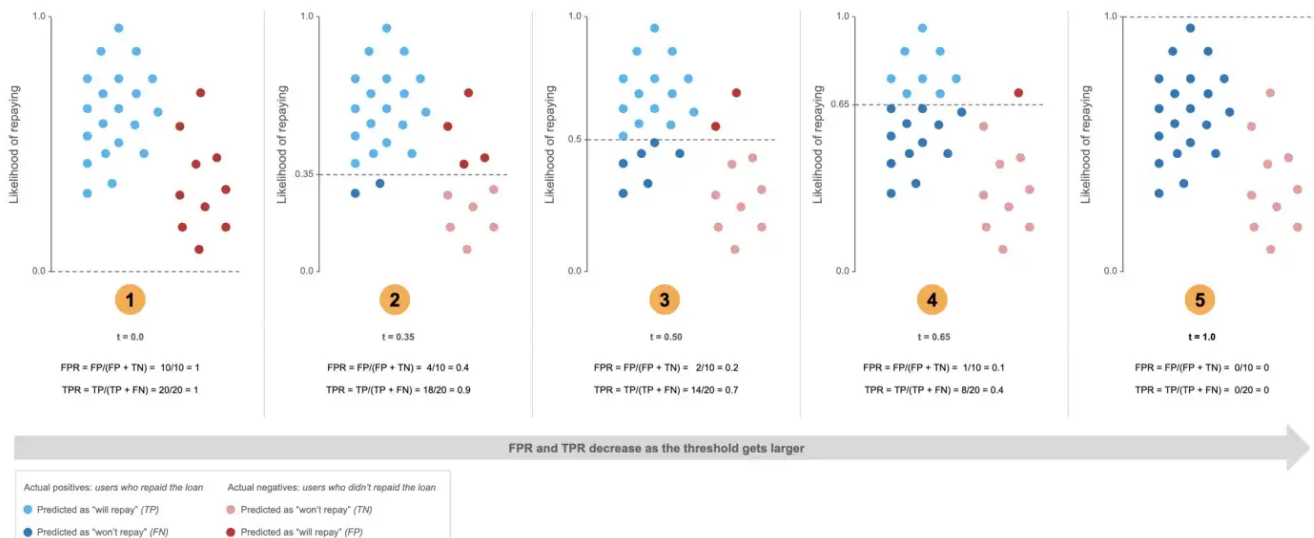 1.0
Likelihood of repaying
0.0
1
t = 0.0
FPR = FP/(FP + TN) = 10/10 = 1
TPR = TP/(TP + FN) = 20/20 = 1
1.0
Likelihood of repaying
0.35
0.0
2
t = 0.35
FPR = FP/(FP + TN) = 4/10 = 0.4
TPR = TP/(TP + FN) = 18/20 = 0.9
1.0
Likelihood of repaying
0.5
0.0
3
t = 0.50
FPR = FP/(FP + TN) = 2/10 = 0.2
TPR = TP/(TP + FN) = 14/20 = 0.7
1.0
Likelihood of repaying
0.65
0.0
4
t = 0.65
FPR = FP/(FP + TN) = 1/10 = 0.1
TPR = TP/(TP + FN) = 8/20 = 0.4
1.0
Likelihood of repaying
0.0
5
t = 1.0
FPR = FP/(FP + TN) = 0/10 = 0
TPR = TP/(TP + FN) = 0/20 = 0
FPR and TPR decrease as the threshold gets larger
Actual positives: users who repaid the loan
Predicted as “will repay” (TP)
Predicted as “won’t repay” (FN)
Actual negatives: users who didn’t repaid the loan
Predicted as “won’t repay” (TN)
Predicted as “will repay” (FP)